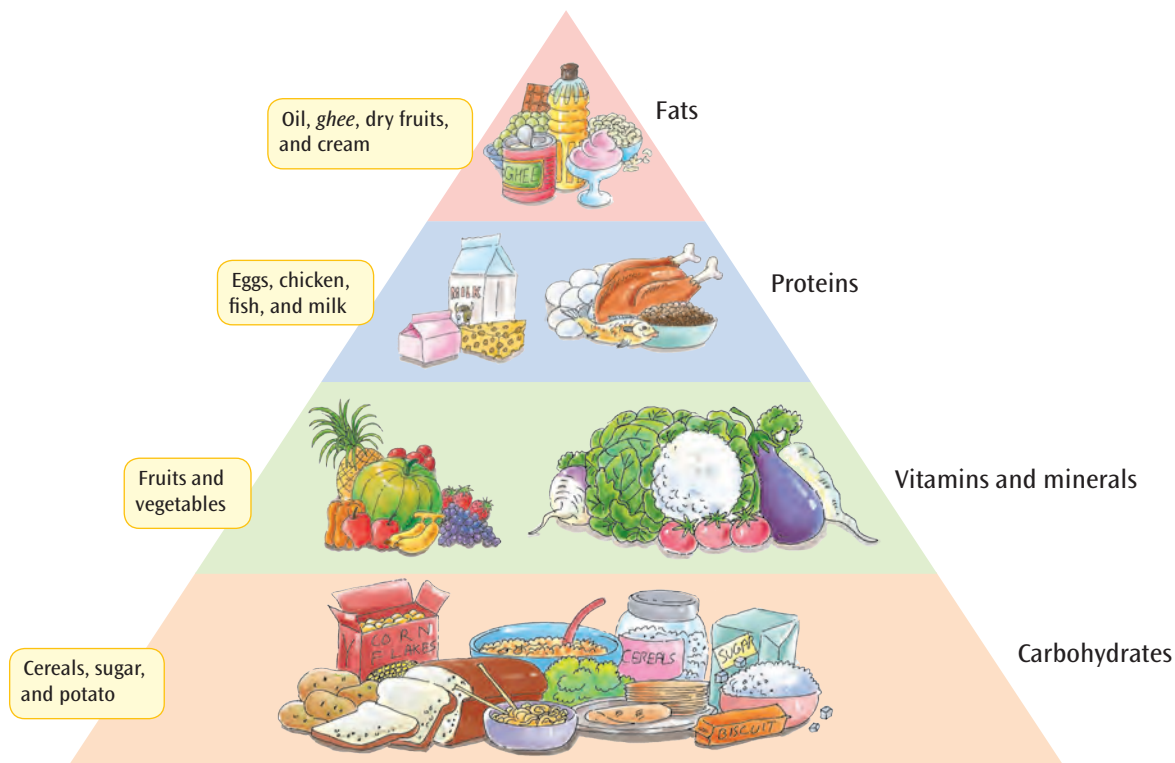 Oil, ghee, dry fruits,
and cream
Fats
GHEE
Eggs, chicken,
fish, and milk
Proteins
MILK
Fruits and
vegetables
Vitamins and minerals
Cereals, sugar,
and potato
Carbohydrates
CORN
FLAKES
CEREALS
SUGAR
BISCUIT